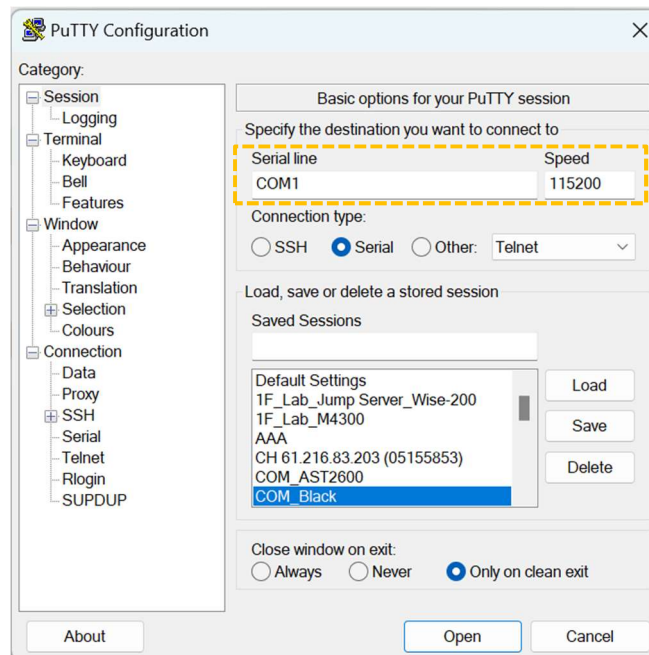 PuTTY Configuration
Category:
Session
Logging
Terminal
Keyboard
Bell
Features
Window
Appearance
Behaviour
Translation
Selection
Colours
Connection
Data
Proxy
SSH
Serial
Telnet
Rlogin
SUPDUP
Basic options for your PuTTY session
Specify the destination you want to connect to
Serial line Speed
COM1 115200
Connection type:
SSH Serial Other: Telnet
Load, save or delete a stored session
Saved Sessions
Default Settings
1F_Lab_Jump Server_Wise-200
1F_Lab_M4300
AAA
CH 61.216.83.203 (05155853)
COM_AST2600
COM_Black
Load
Save
Delete
Close window on exit:
Always Never Only on clean exit
About Open Cancel